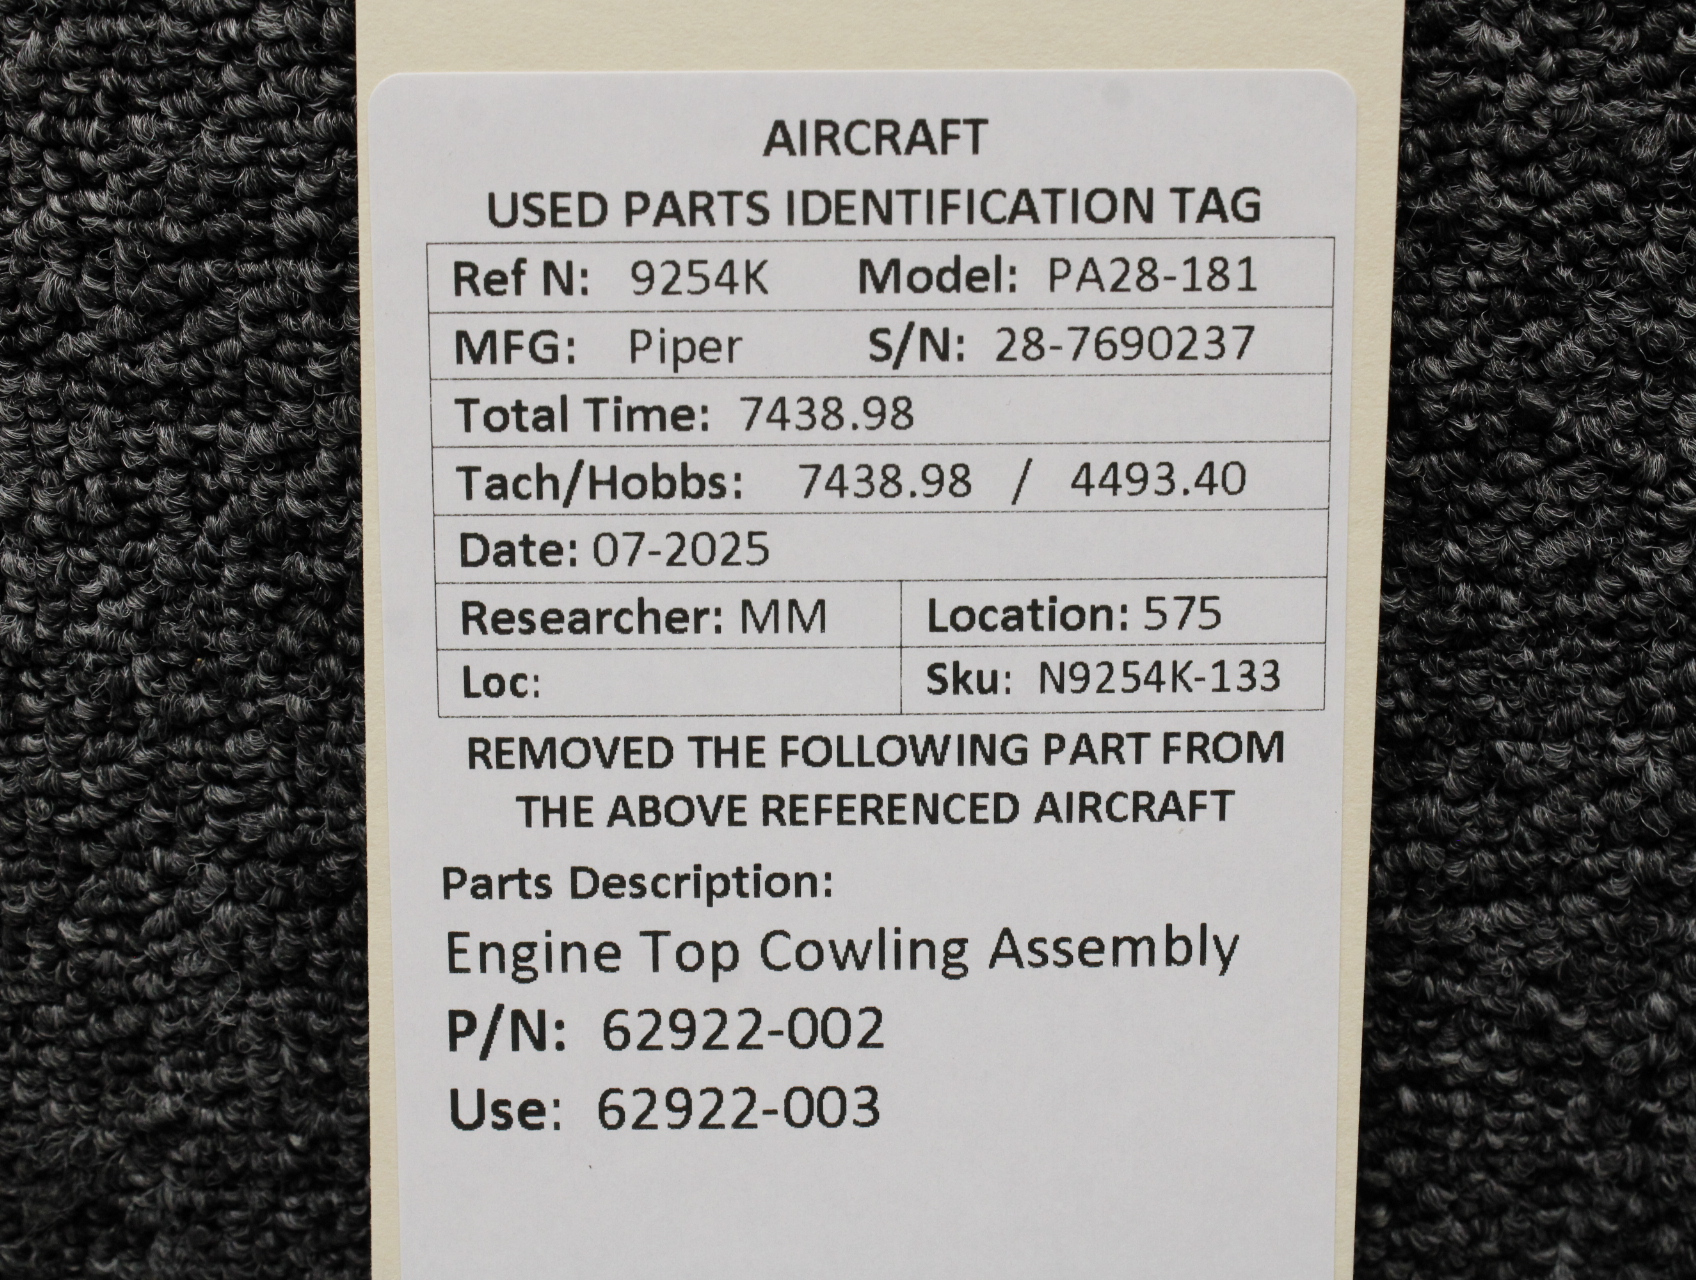 AIRCRAFT
USED PARTS IDENTIFICATION TAG
Ref N: 9254K Model: PA28-181
MFG: Piper S/N: 28-7690237
Total Time: 7438.98
Tach/Hobbs: 7438.98 / 4493.40
Date: 07-2025
Researcher: MM Location: 575
Loc: Sku: N9254K-133
REMOVED THE FOLLOWING PART FROM
THE ABOVE REFERENCED AIRCRAFT
Parts Description:
Engine Top Cowling Assembly
P/N: 62922-002
Use: 62922-003